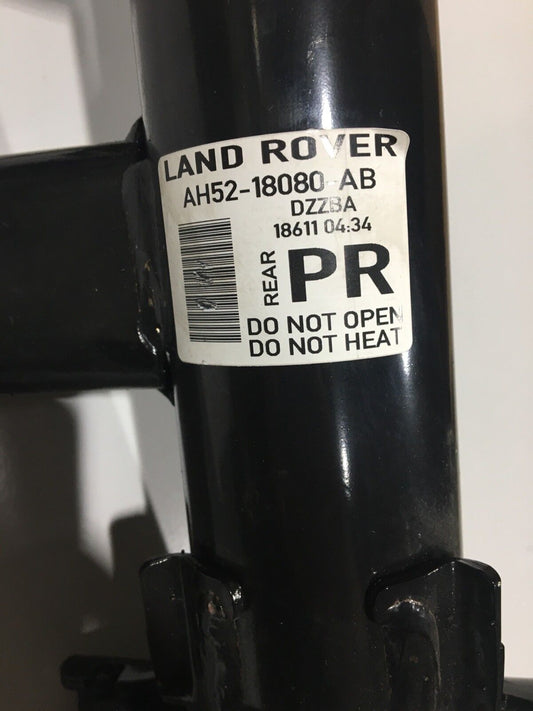 LAND ROVER
AH52-18080-AB
DZZBA
18611 04:34
REAR
PR
DO NOT OPEN
DO NOT HEAT